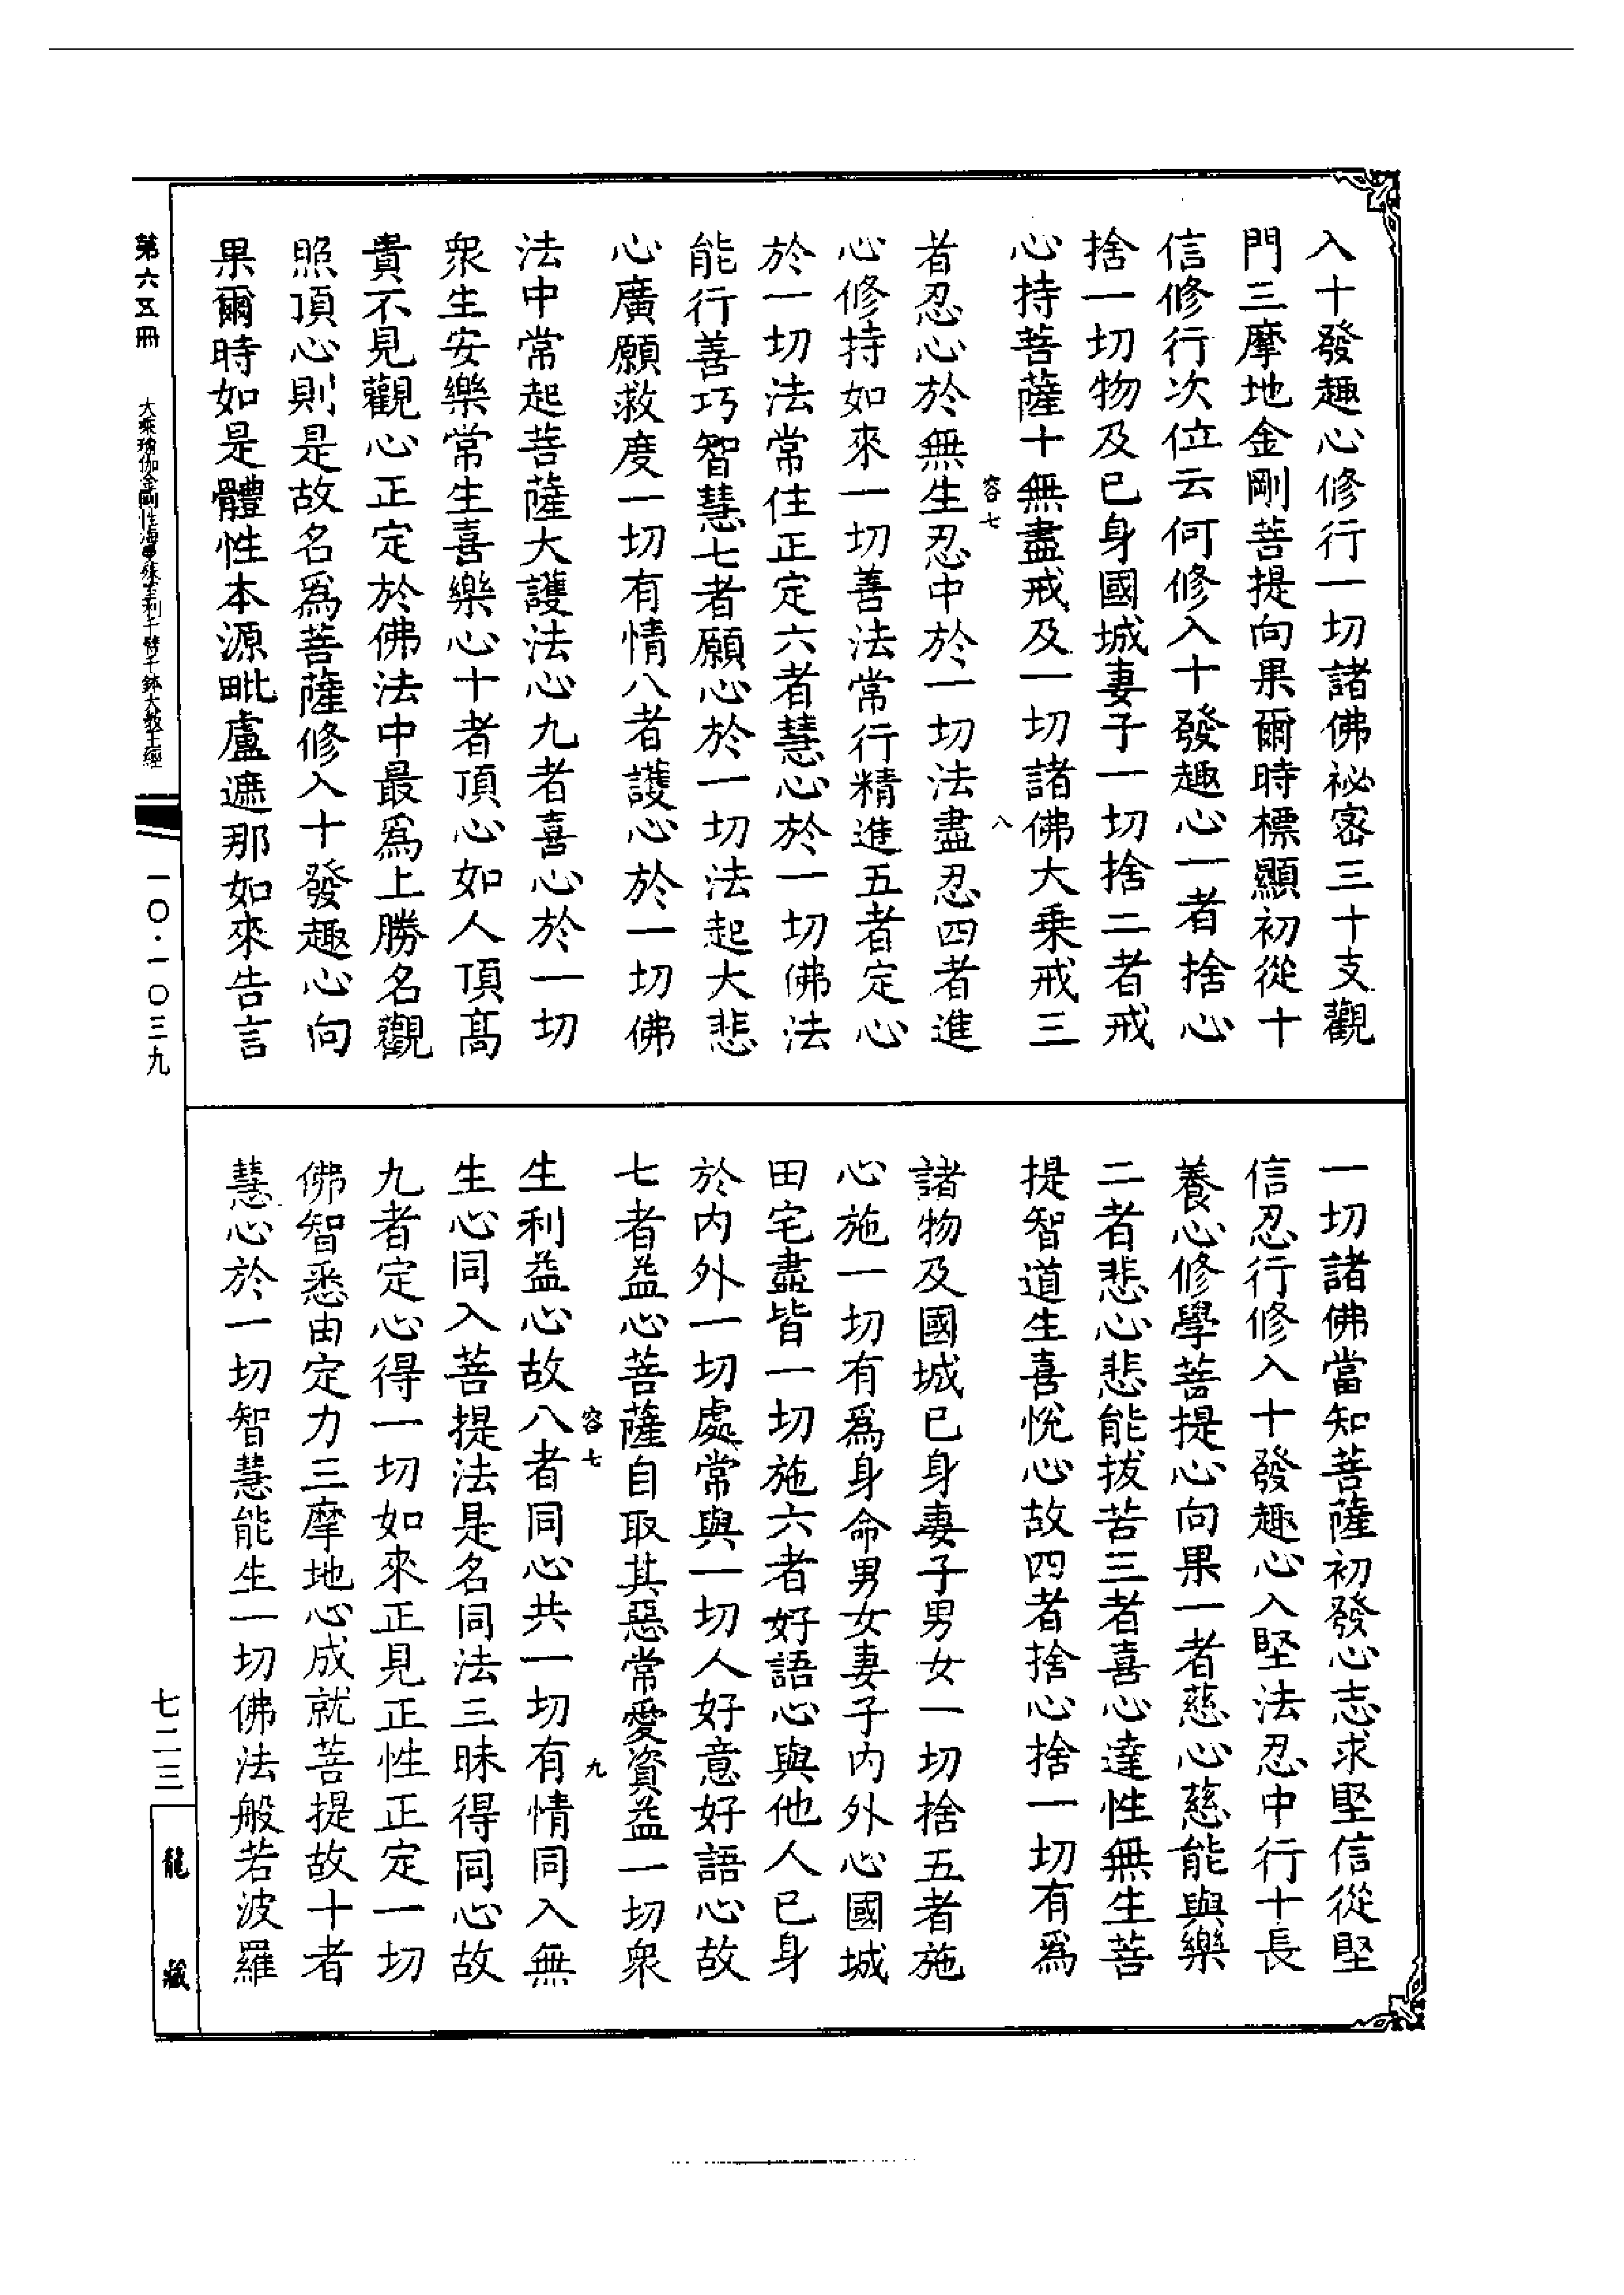 入十發趣心修行一切諸佛祕密三十支觀
門三摩地金剛菩提向果爾時標顯初從十
信修行次位云何修入十發趣心一者捨心
捨一切物及已身國城妻子一切捨二者戒
心持菩薩十無盡戒及一切諸佛大乗戒三
容七
八
者忍心於無生忍中於一切法盡忍四者進
心修持如來一切善法常行精進五者定心
於一切法常住正定六者慧心於一切佛法
能行善巧智慧七者願心於一切法起大悲
心廣願救度一切有情八者護心於一切佛
法中常起菩薩大護法心九者喜心於一切
衆生安樂常生喜樂心十者頂心如人頂髙
貴不見觀心正定於佛法中最爲上勝名觀
照頂心則是故名爲菩薩修入十發趣心向
果爾時如是體性本源毗盧遮那如來告言
一切諸佛當知菩薩初發心志求堅信從堅
信忍行修入十發趣心入堅法忍中行十長
養心修學菩提心向果一者慈心慈能與樂
二者悲心悲能拔苦三者喜心達性無生菩
提智道生喜悅心故四者捨心捨一切有爲
諸物及國城已身妻子男女一切捨五者施
心施一切有爲身命男女妻子内外心國城
田宅盡皆一切施六者好語心與他人已身
於内外一切處常與一切人好意好語心故
七者益心菩薩自取其惡常愛資益一切衆
容七
九
生利益心故八者同心共一切有情同入無
生心同入菩提法是名同法三昧得同心故
九者定心得一切如來正見正性正定一切
佛智悉由定力三摩地心成就菩提故十者
慧心於一切智慧能生一切佛法般若波羅
第六五冊
大乘瑜伽金剛性海曼殊室利千臂千鉢大教王經
一〇·一〇三九
七二三
龍藏